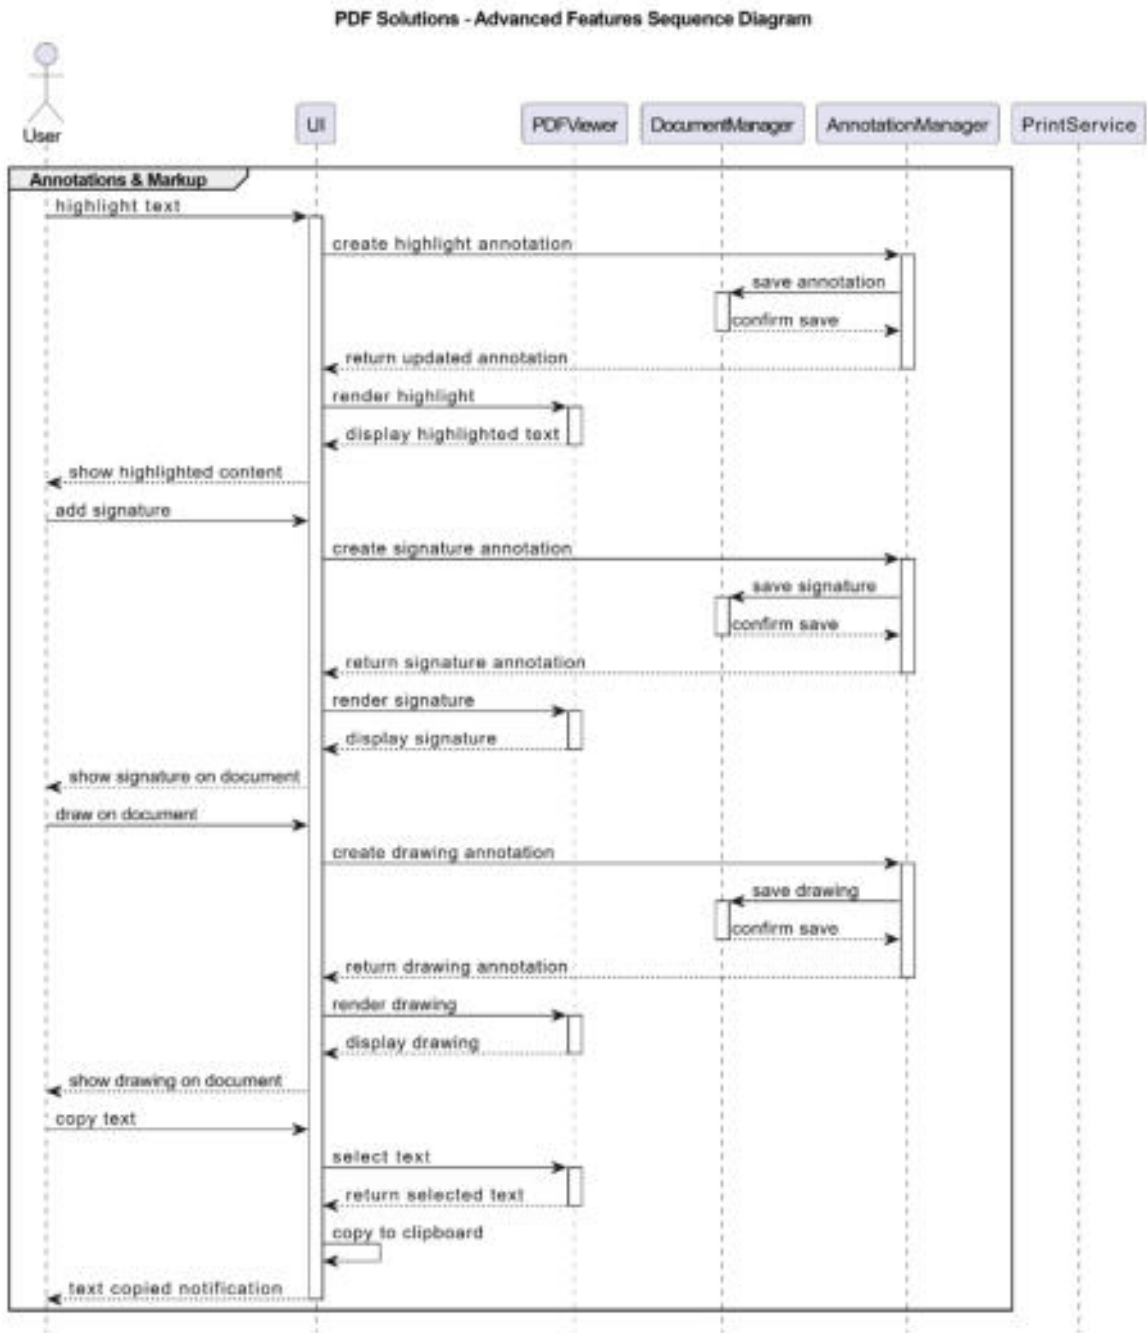 PDF Solutions - Advanced Features Sequence Diagram
User
UI
PDFViewer
DocumentManager
AnnotationManager
PrintService
Annotations & Markup
highlight text
create highlight annotation
save annotation
confirm save
return updated annotation
render highlight
display highlighted text
show highlighted content
add signature
create signature annotation
save signature
confirm save
return signature annotation
render signature
display signature
show signature on document
draw on document
create drawing annotation
save drawing
confirm save
return drawing annotation
render drawing
display drawing
show drawing on document
copy text
select text
return selected text
copy to clipboard
text copied notification